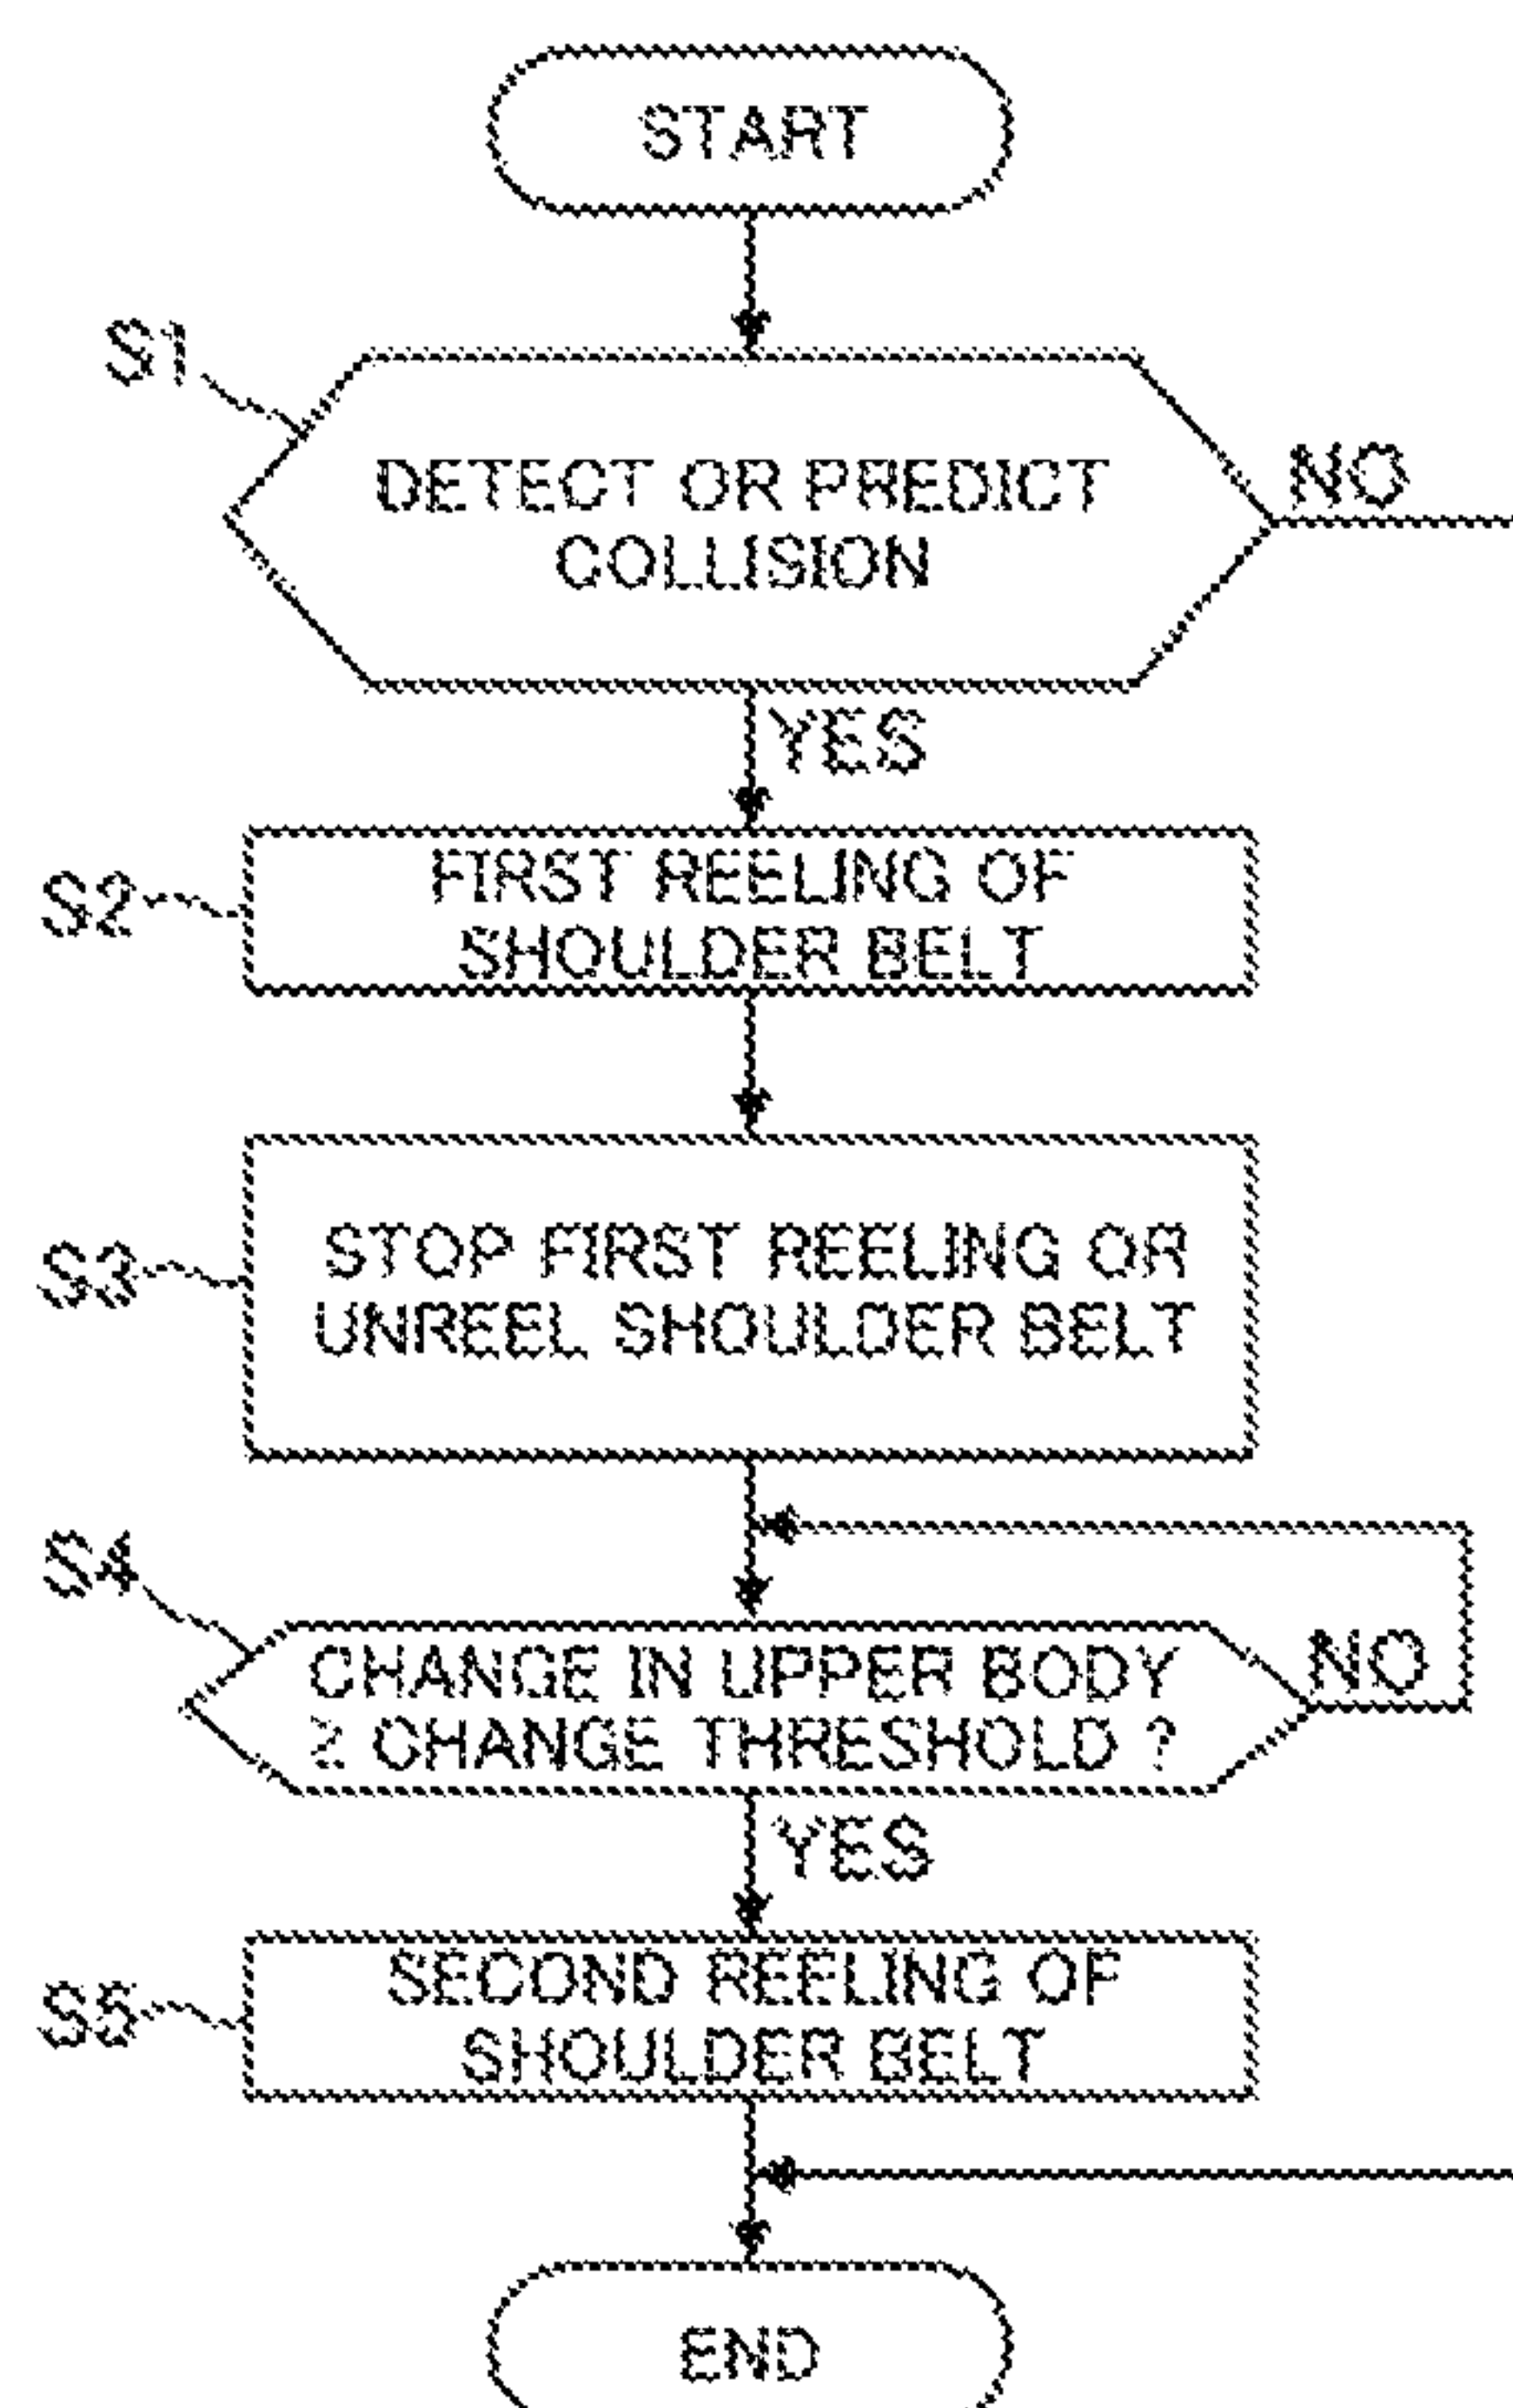 START
S1
DETECT OR PREDICT
COLLISION
NO
YES
S2
FIRST REELING OF
SHOULDER BELT
S3
STOP FIRST REELING OR
UNREEL SHOULDER BELT
S4
CHANGE IN UPPER BODY
≥ CHANGE THRESHOLD ?
NO
YES
S5
SECOND REELING OF
SHOULDER BELT
END